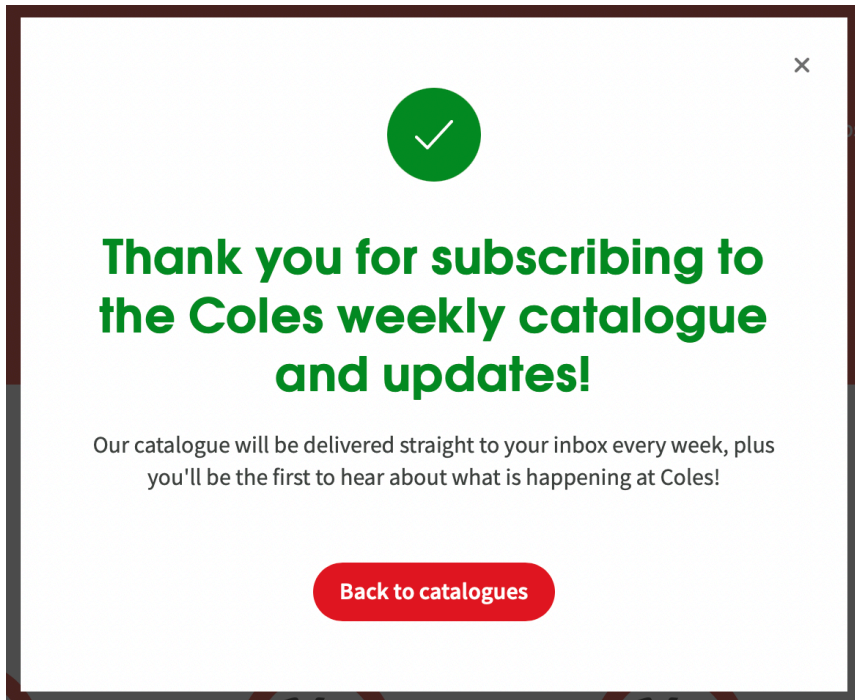 Thank you for subscribing to
the Coles weekly catalogue
and updates!
Our catalogue will be delivered straight to your inbox every week, plus
you'll be the first to hear about what is happening at Coles!
Back to catalogues